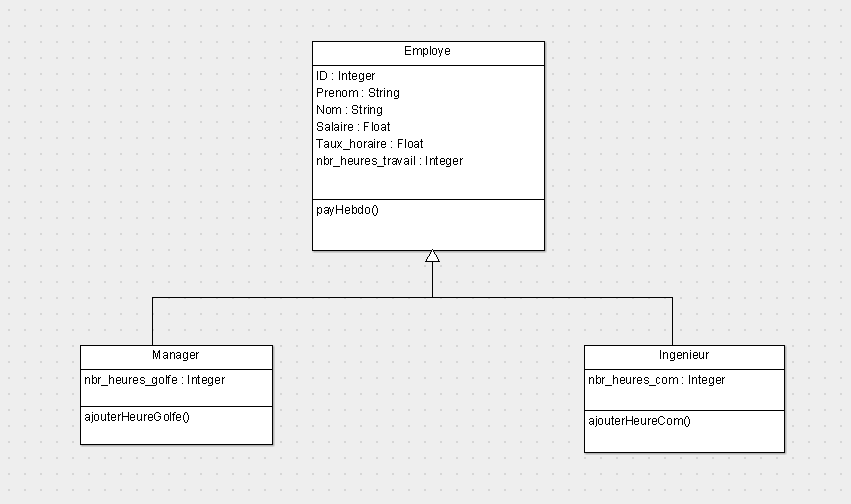 Employe
ID : Integer
Prenom : String
Nom : String
Salaire : Float
Taux_horaire : Float
nbr_heures_travail : Integer
payHebdo()
Manager
nbr_heures_golfe : Integer
ajouterHeureGolfe()
Ingenieur
nbr_heures_com : Integer
ajouterHeureCom()